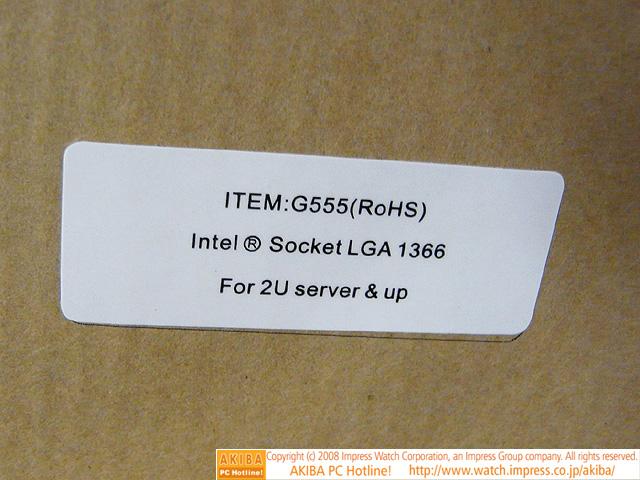 ITEM:G555(RoHS)
Intel ® Socket LGA 1366
For 2U server & up
AKIBA
PC Hotline!
Copyright (c) 2008 Impress Watch Corporation, an Impress Group company. All rights reserved.
AKIBA PC Hotline! http://www.watch.impress.co.jp/akiba/